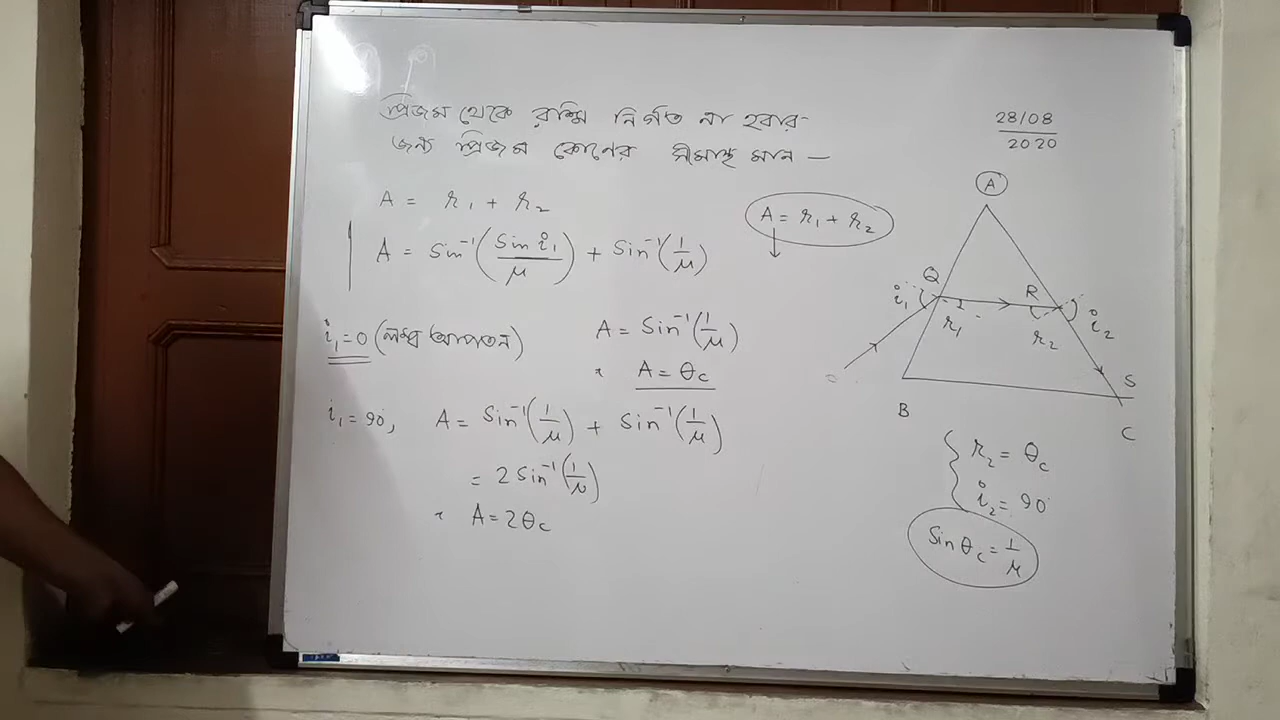 প্রিজম থেকে রশ্মি নির্গত না হবার
জন্য প্রিজম কোনের সীমাস্থ মান —
28/08
2020
A = r₁ + r₂
A = Sin⁻¹(Sin i₁/μ) + Sin⁻¹(1/μ)
A = r₁ + r₂
i₁=0 (লম্ব আপতন) A = Sin⁻¹(1/μ)
A = θc
i₁ = 90°, A = Sin⁻¹(1/μ) + Sin⁻¹(1/μ)
= 2 Sin⁻¹(1/μ)
A = 2θc
A
Q
R
i₁
r₁
r₂
i₂
S
B
C
r₂ = θc
i₂ = 90°
Sin θc = 1/μ